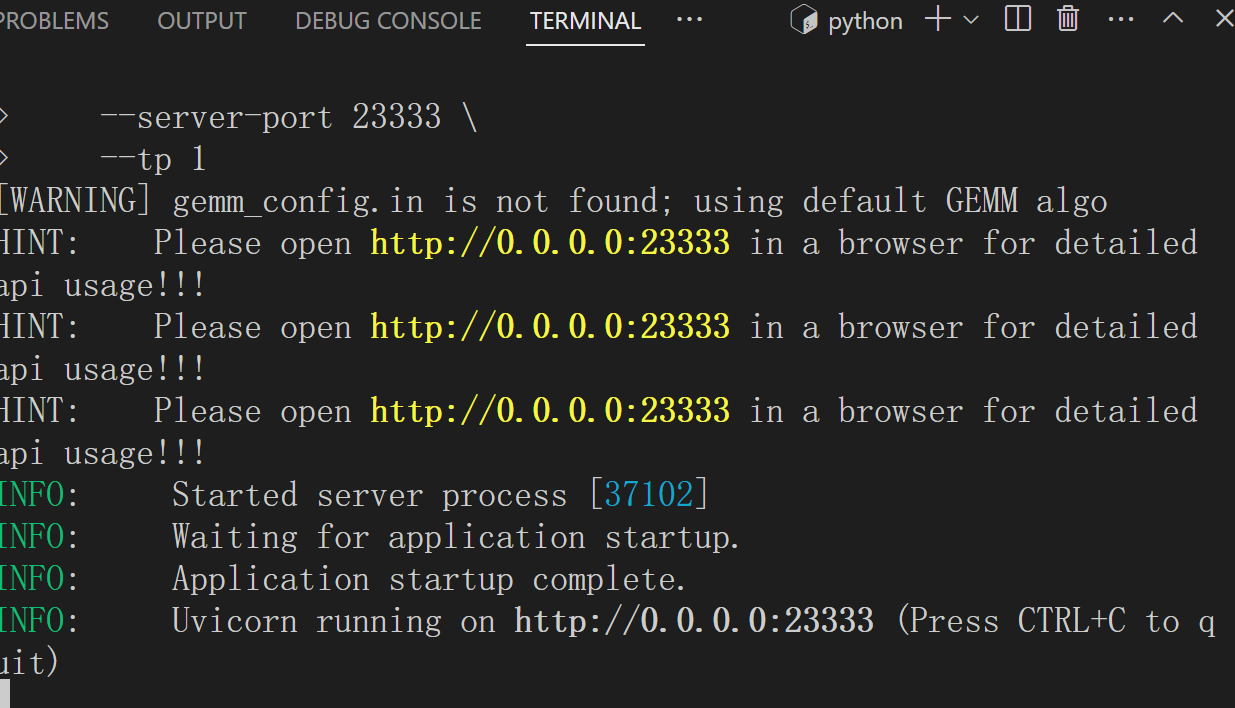 PROBLEMS OUTPUT DEBUG CONSOLE TERMINAL ··· python
> --server-port 23333 \
> --tp 1
[WARNING] gemm_config.in is not found; using default GEMM algo
HINT: Please open http://0.0.0.0:23333 in a browser for detailed
api usage!!!
HINT: Please open http://0.0.0.0:23333 in a browser for detailed
api usage!!!
HINT: Please open http://0.0.0.0:23333 in a browser for detailed
api usage!!!
INFO: Started server process [37102]
INFO: Waiting for application startup.
INFO: Application startup complete.
INFO: Uvicorn running on http://0.0.0.0:23333 (Press CTRL+C to q
uit)